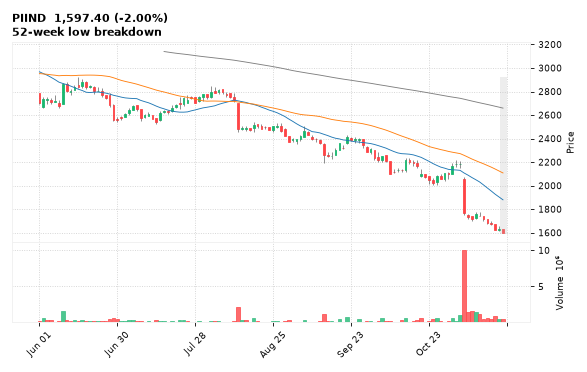 PIIND 1,597.40 (-2.00%)
52-week low breakdown
3200
3000
2800
2600
2400
2200
2000
1800
1600
Price
10
5
Volume 10⁶
Jun 01
Jun 30
Jul 28
Aug 25
Sep 23
Oct 23